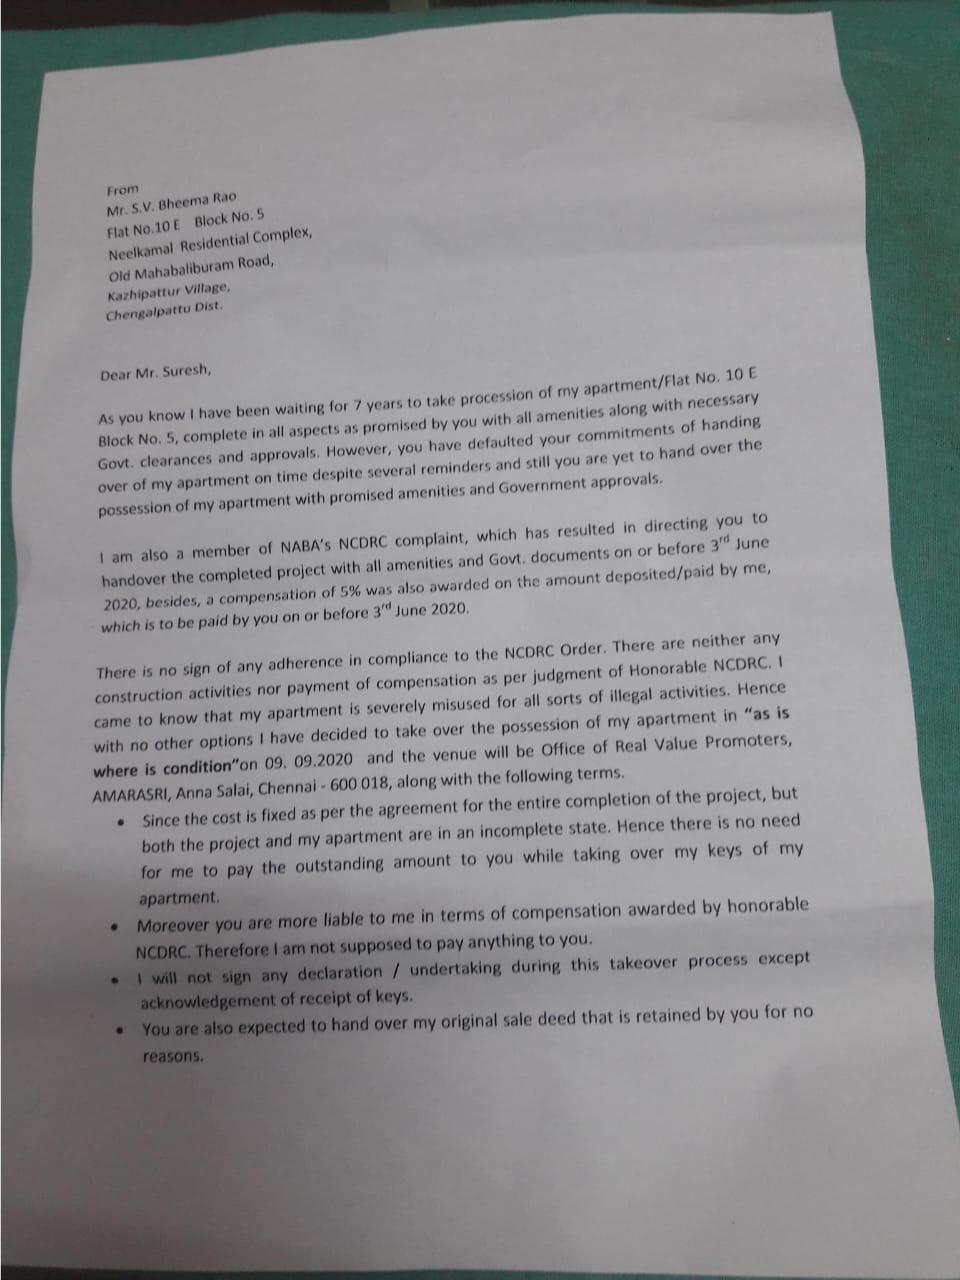 From
Mr. S.V. Bheema Rao
Flat No.10 E Block No. 5
Neelkamal Residential Complex,
Old Mahabaliburam Road,
Kazhipattur Village,
Chengalpattu Dist.
Dear Mr. Suresh,
As you know I have been waiting for 7 years to take procession of my apartment/Flat No. 10 E
Block No. 5, complete in all aspects as promised by you with all amenities along with necessary
Govt. clearances and approvals. However, you have defaulted your commitments of handing
over of my apartment on time despite several reminders and still you are yet to hand over the
possession of my apartment with promised amenities and Government approvals.
I am also a member of NABA's NCDRC complaint, which has resulted in directing you to
handover the completed project with all amenities and Govt. documents on or before 3rd June
2020, besides, a compensation of 5% was also awarded on the amount deposited/paid by me,
which is to be paid by you on or before 3rd June 2020.
There is no sign of any adherence in compliance to the NCDRC Order. There are neither any
construction activities nor payment of compensation as per judgment of Honorable NCDRC. I
came to know that my apartment is severely misused for all sorts of illegal activities. Hence
with no other options I have decided to take over the possession of my apartment in "as is
where is condition"on 09. 09.2020 and the venue will be Office of Real Value Promoters,
AMARASRI, Anna Salai, Chennai - 600 018, along with the following terms.
• Since the cost is fixed as per the agreement for the entire completion of the project, but
both the project and my apartment are in an incomplete state. Hence there is no need
for me to pay the outstanding amount to you while taking over my keys of my
apartment.
• Moreover you are more liable to me in terms of compensation awarded by honorable
NCDRC. Therefore I am not supposed to pay anything to you.
• I will not sign any declaration / undertaking during this takeover process except
acknowledgement of receipt of keys.
• You are also expected to hand over my original sale deed that is retained by you for no
reasons.